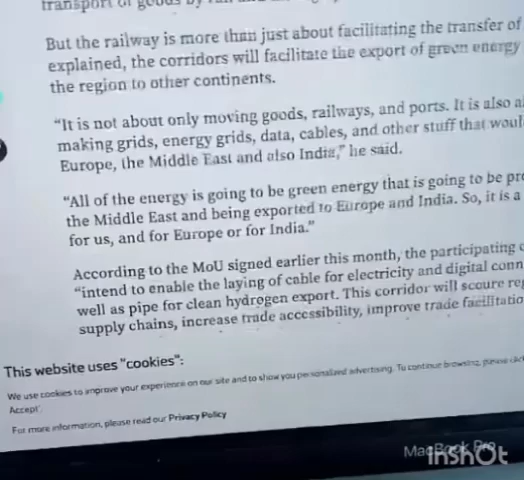 transport of goods by
But the railway is more than just about facilitating the transfer of
explained, the corridors will facilitate the export of green energy
the region to other continents.
"It is not about only moving goods, railways, and ports. It is also a
making grids, energy grids, data, cables, and other stuff that woul
Europe, the Middle East and also India," he said.
"All of the energy is going to be green energy that is going to be pr
the Middle East and being exported to Europe and India. So, it is a
for us, and for Europe or for India."
According to the MoU signed earlier this month, the participating
"intend to enable the laying of cable for electricity and digital conn
well as pipe for clean hydrogen export. This corridor will secure re
supply chains, increase trade accessibility, improve trade facilitatio
This website uses "cookies":
We use cookies to improve your experience on our site and to show you personalized advertising. To continue browsing, please clic
Accept'.
For more information, please read our Privacy Policy
MacBook Pro
InShOt